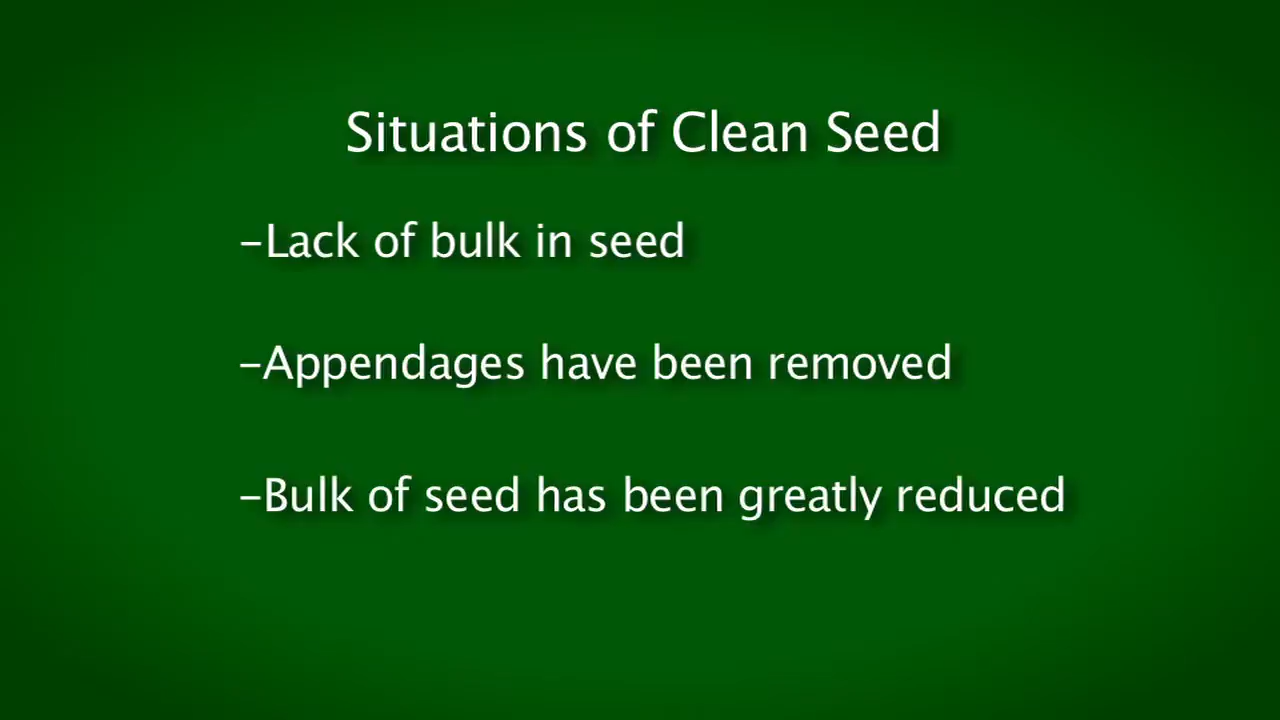 Situations of Clean Seed
-Lack of bulk in seed
-Appendages have been removed
-Bulk of seed has been greatly reduced